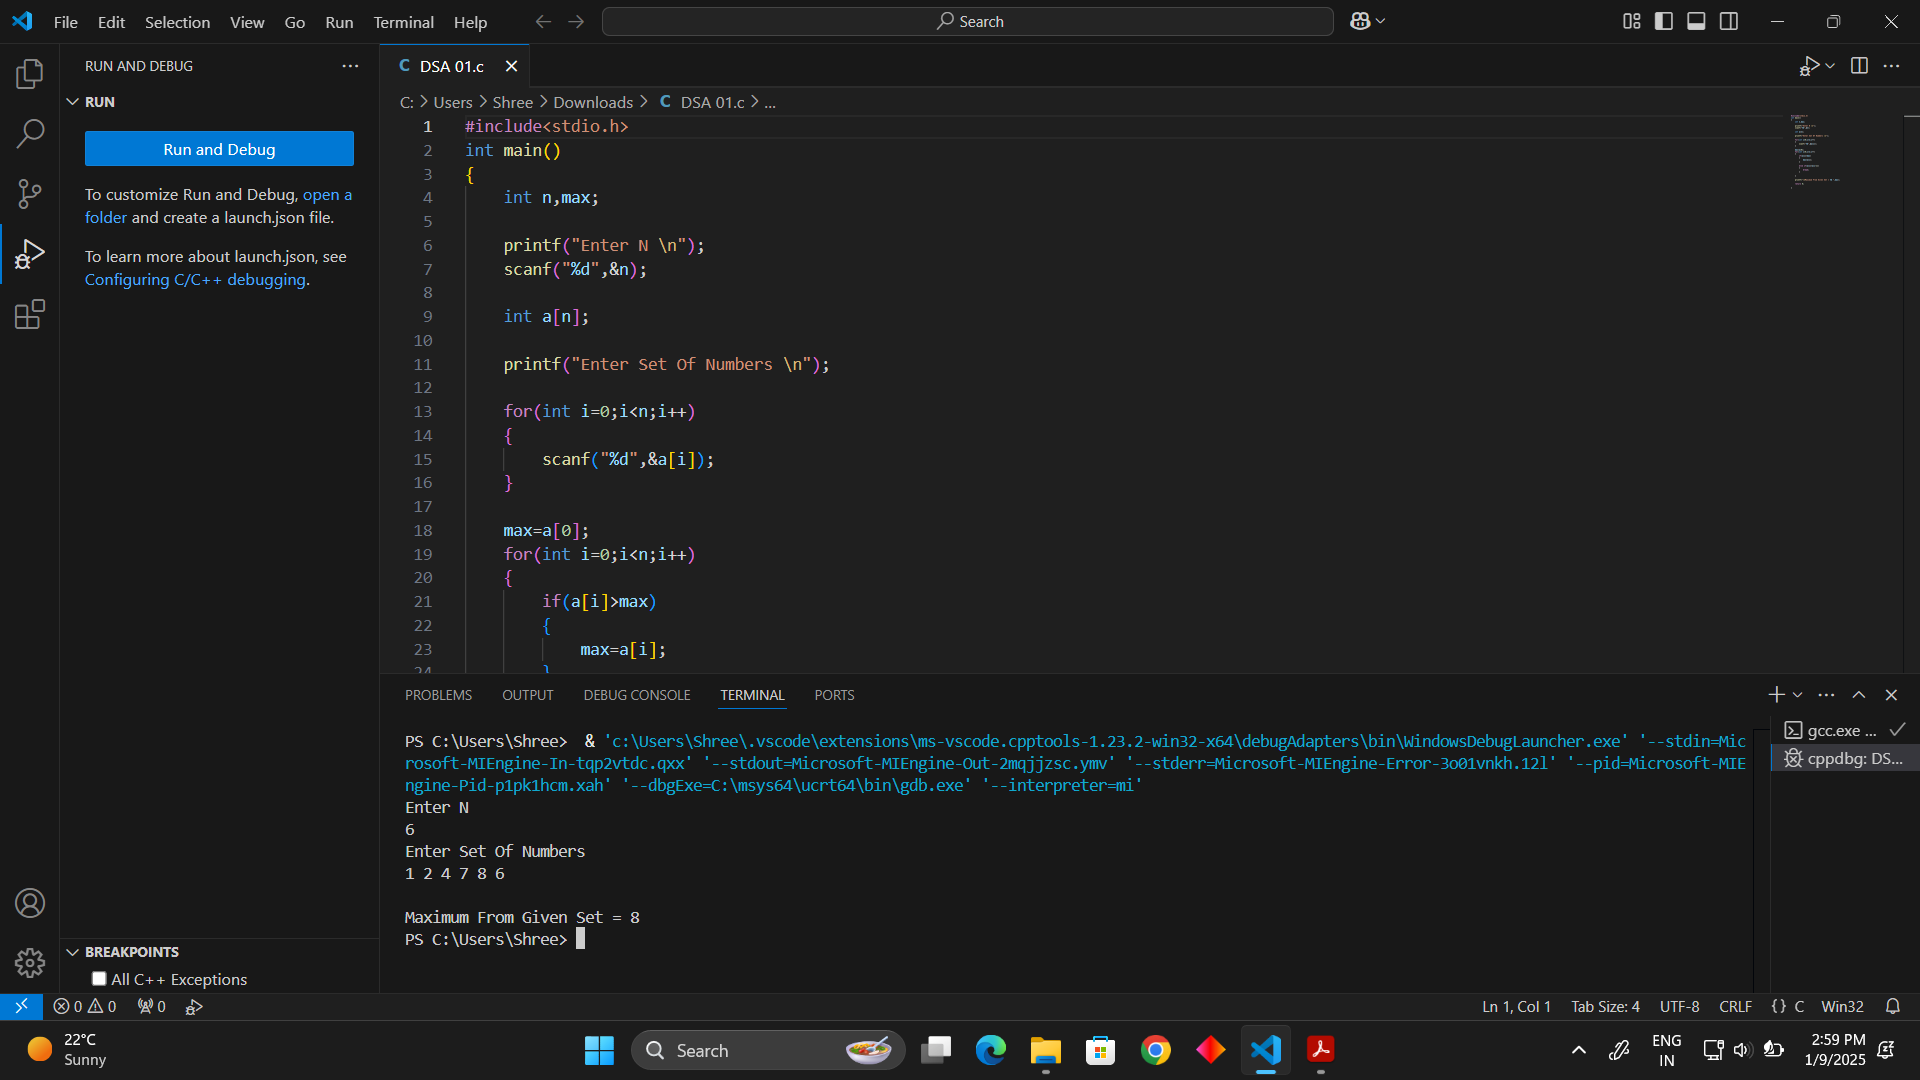 File Edit Selection View Go Run Terminal Help
Search
RUN AND DEBUG
RUN
Run and Debug
To customize Run and Debug, open a
folder and create a launch.json file.
To learn more about launch.json, see
Configuring C/C++ debugging.
BREAKPOINTS
All C++ Exceptions
C DSA 01.c
C: > Users > Shree > Downloads > C DSA 01.c > ...
1 #include<stdio.h>
2 int main()
3 {
4 int n,max;
5
6 printf("Enter N \n");
7 scanf("%d",&n);
8
9 int a[n];
10
11 printf("Enter Set Of Numbers \n");
12
13 for(int i=0;i<n;i++)
14 {
15 scanf("%d",&a[i]);
16 }
17
18 max=a[0];
19 for(int i=0;i<n;i++)
20 {
21 if(a[i]>max)
22 {
23 max=a[i];
24 }
PROBLEMS OUTPUT DEBUG CONSOLE TERMINAL PORTS
PS C:\Users\Shree> & 'c:\Users\Shree\.vscode\extensions\ms-vscode.cpptools-1.23.2-win32-x64\debugAdapters\bin\WindowsDebugLauncher.exe' '--stdin=Mic
rosoft-MIEngine-In-tqp2vtdc.qxx' '--stdout=Microsoft-MIEngine-Out-2mqjjzsc.ymv' '--stderr=Microsoft-MIEngine-Error-3o01vnkh.12l' '--pid=Microsoft-MIE
ngine-Pid-p1pk1hcm.xah' '--dbgExe=C:\msys64\ucrt64\bin\gdb.exe' '--interpreter=mi'
Enter N
6
Enter Set Of Numbers
1 2 4 7 8 6
Maximum From Given Set = 8
PS C:\Users\Shree>
gcc.exe ...
cppdbg: DS...
0 0 0
Ln 1, Col 1 Tab Size: 4 UTF-8 CRLF {} C Win32
22°C
Sunny
Search
ENG
IN
2:59 PM
1/9/2025